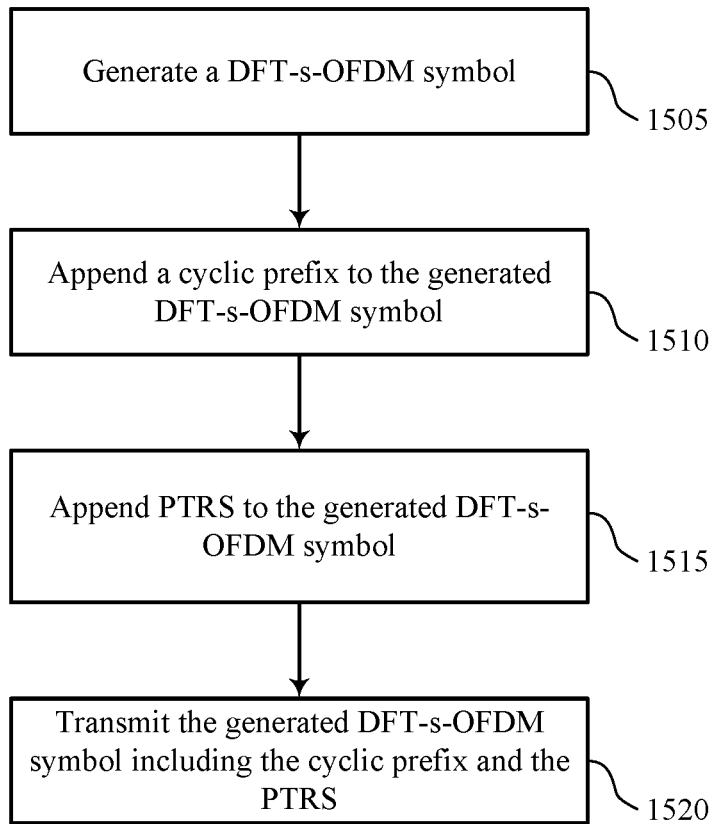 Generate a DFT-s-OFDM symbol
1505
Append a cyclic prefix to the generated
DFT-s-OFDM symbol
1510
Append PTRS to the generated DFT-s-
OFDM symbol
1515
Transmit the generated DFT-s-OFDM
symbol including the cyclic prefix and the
PTRS
1520